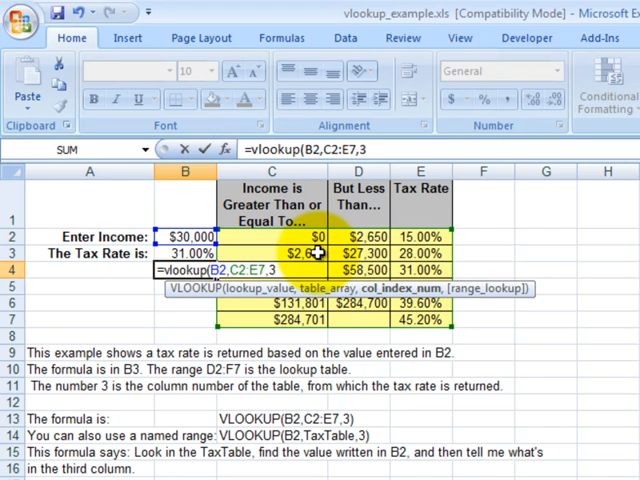 vlookup_example.xls [Compatibility Mode] - Microsoft Ex
Home Insert Page Layout Formulas Data Review View Developer Add-Ins
Paste
10 A A
General
B I U
$ % ,
Conditional
Formatting
Clipboard Font Alignment Number
SUM =vlookup(B2,C2:E7,3
A B C D E F G H
1 Income is Greater Than or Equal To... But Less Than... Tax Rate
2 Enter Income: $30,000 $0 $2,650 15.00%
3 The Tax Rate is: 31.00% $2,6 $27,300 28.00%
4 =vlookup(B2,C2:E7,3 $58,500 31.00%
5 VLOOKUP(lookup_value, table_array, col_index_num, [range_lookup])
6 $131,801 $284,700 39.60%
7 $284,701 45.20%
8
9 This example shows a tax rate is returned based on the value entered in B2.
10 The formula is in B3. The range D2:F7 is the lookup table.
11 The number 3 is the column number of the table, from which the tax rate is returned.
12
13 The formula is: VLOOKUP(B2,C2:E7,3)
14 You can also use a named range: VLOOKUP(B2,TaxTable,3)
15 This formula says: Look in the TaxTable, find the value written in B2, and then tell me what's
16 in the third column.